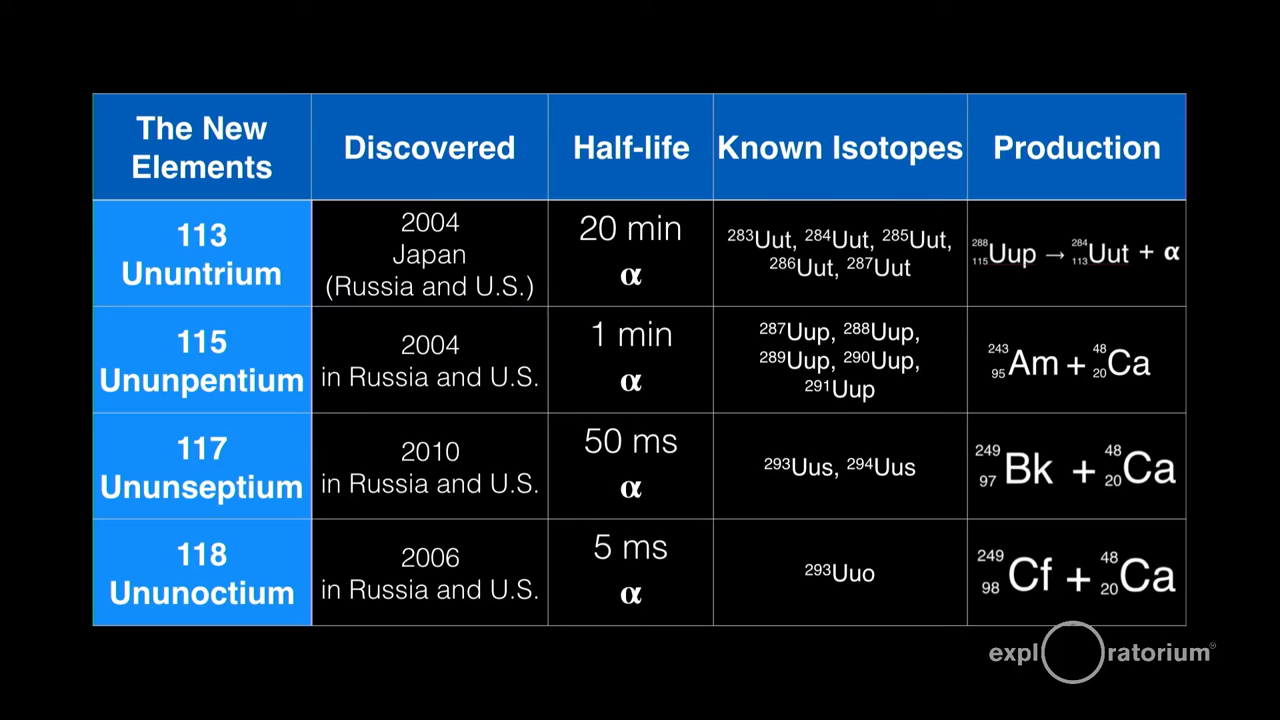 The New
Elements
Discovered
Half-life
Known Isotopes
Production
113
Ununtrium
2004
Japan
(Russia and U.S.)
20 min
α
²⁸³Uut, ²⁸⁴Uut, ²⁸⁵Uut,
²⁸⁶Uut, ²⁸⁷Uut
²⁸⁸₁₁₅Uup → ²⁸⁴₁₁₃Uut + α
115
Ununpentium
2004
in Russia and U.S.
1 min
α
²⁸⁷Uup, ²⁸⁸Uup,
²⁸⁹Uup, ²⁹⁰Uup,
²⁹¹Uup
²⁴³₉₅Am + ⁴⁸₂₀Ca
117
Ununseptium
2010
in Russia and U.S.
50 ms
α
²⁹³Uus, ²⁹⁴Uus
²⁴⁹₉₇Bk + ⁴⁸₂₀Ca
118
Ununoctium
2006
in Russia and U.S.
5 ms
α
²⁹³Uuo
²⁴⁹₉₈Cf + ⁴⁸₂₀Ca
exploratorium®